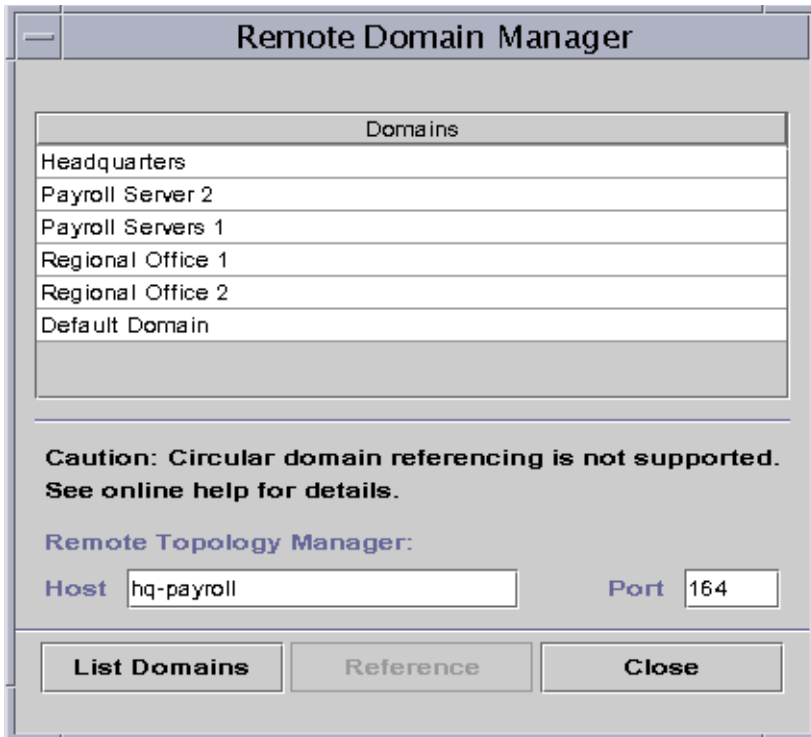 Remote Domain Manager
Domains
Headquarters
Payroll Server 2
Payroll Servers 1
Regional Office 1
Regional Office 2
Default Domain
Caution: Circular domain referencing is not supported.
See online help for details.
Remote Topology Manager:
Host hq-payroll Port 164
List Domains Reference Close